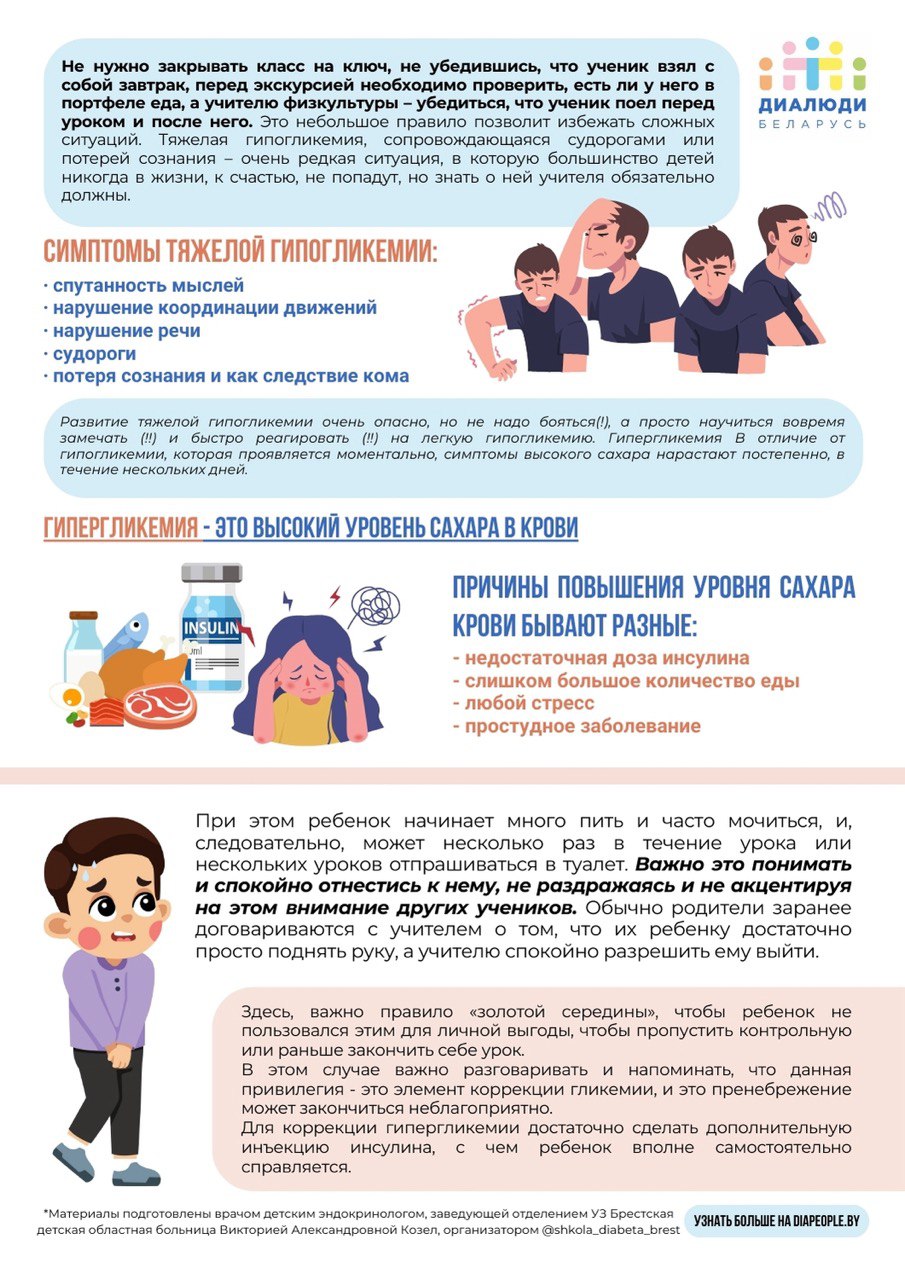 Не нужно закрывать класс на ключ, не убедившись, что ученик взял с
собой завтрак, перед экскурсией необходимо проверить, есть ли у него в
портфеле еда, а учителю физкультуры – убедиться, что ученик поел перед
уроком и после него. Это небольшое правило позволит избежать сложных
ситуаций. Тяжелая гипогликемия, сопровождающаяся судорогами или
потерей сознания – очень редкая ситуация, в которую большинство детей
никогда в жизни, к счастью, не попадут, но знать о ней учителя обязательно
должны.
ДИАЛЮДИ
БЕЛАРУСЬ
СИМПТОМЫ ТЯЖЕЛОЙ ГИПОГЛИКЕМИИ:
· спутанность мыслей
· нарушение координации движений
· нарушение речи
· судороги
· потеря сознания и как следствие кома
Развитие тяжелой гипогликемии очень опасно, но не надо бояться(!), а просто научиться вовремя
замечать (!!) и быстро реагировать (!!) на легкую гипогликемию. Гипергликемия В отличие от
гипогликемии, которая проявляется моментально, симптомы высокого сахара нарастают постепенно, в
течение нескольких дней.
ГИПЕРГЛИКЕМИЯ - ЭТО ВЫСОКИЙ УРОВЕНЬ САХАРА В КРОВИ
INSULIN
ml
ПРИЧИНЫ ПОВЫШЕНИЯ УРОВНЯ САХАРА
КРОВИ БЫВАЮТ РАЗНЫЕ:
- недостаточная доза инсулина
- слишком большое количество еды
- любой стресс
- простудное заболевание
При этом ребенок начинает много пить и часто мочиться, и,
следовательно, может несколько раз в течение урока или
нескольких уроков отпрашиваться в туалет. Важно это понимать
и спокойно отнестись к нему, не раздражаясь и не акцентируя
на этом внимание других учеников. Обычно родители заранее
договариваются с учителем о том, что их ребенку достаточно
просто поднять руку, а учителю спокойно разрешить ему выйти.
Здесь, важно правило «золотой середины», чтобы ребенок не
пользовался этим для личной выгоды, чтобы пропустить контрольную
или раньше закончить себе урок.
В этом случае важно разговаривать и напоминать, что данная
привилегия - это элемент коррекции гликемии, и это пренебрежение
может закончиться неблагоприятно.
Для коррекции гипергликемии достаточно сделать дополнительную
инъекцию инсулина, с чем ребенок вполне самостоятельно
справляется.
*Материалы подготовлены врачом детским эндокринологом, заведующей отделением УЗ Брестская
детская областная больница Викторией Александровной Козел, организатором @shkola_diabeta_brest
УЗНАТЬ БОЛЬШЕ НА DIAPEOPLE.BY